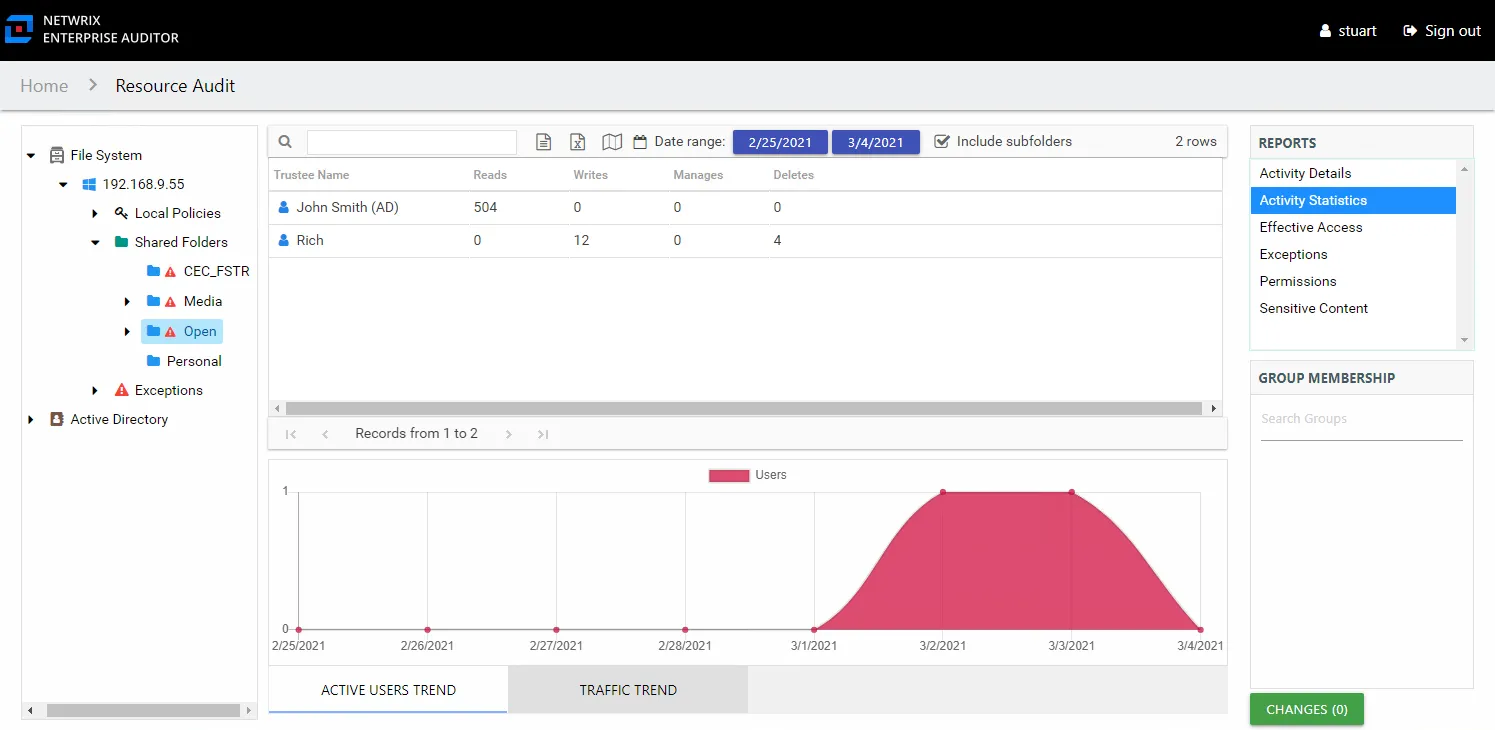 NETWRIX
ENTERPRISE AUDITOR
stuart
Sign out
Home > Resource Audit
File System
192.168.9.55
Local Policies
Shared Folders
CEC_FSTR
Media
Open
Personal
Exceptions
Active Directory
Date range: 2/25/2021 3/4/2021 Include subfolders 2 rows
Trustee Name Reads Writes Manages Deletes
John Smith (AD) 504 0 0 0
Rich 0 12 0 4
Records from 1 to 2
Users
1
0
2/25/2021 2/26/2021 2/27/2021 2/28/2021 3/1/2021 3/2/2021 3/3/2021 3/4/2021
ACTIVE USERS TREND TRAFFIC TREND
REPORTS
Activity Details
Activity Statistics
Effective Access
Exceptions
Permissions
Sensitive Content
GROUP MEMBERSHIP
Search Groups
CHANGES (0)